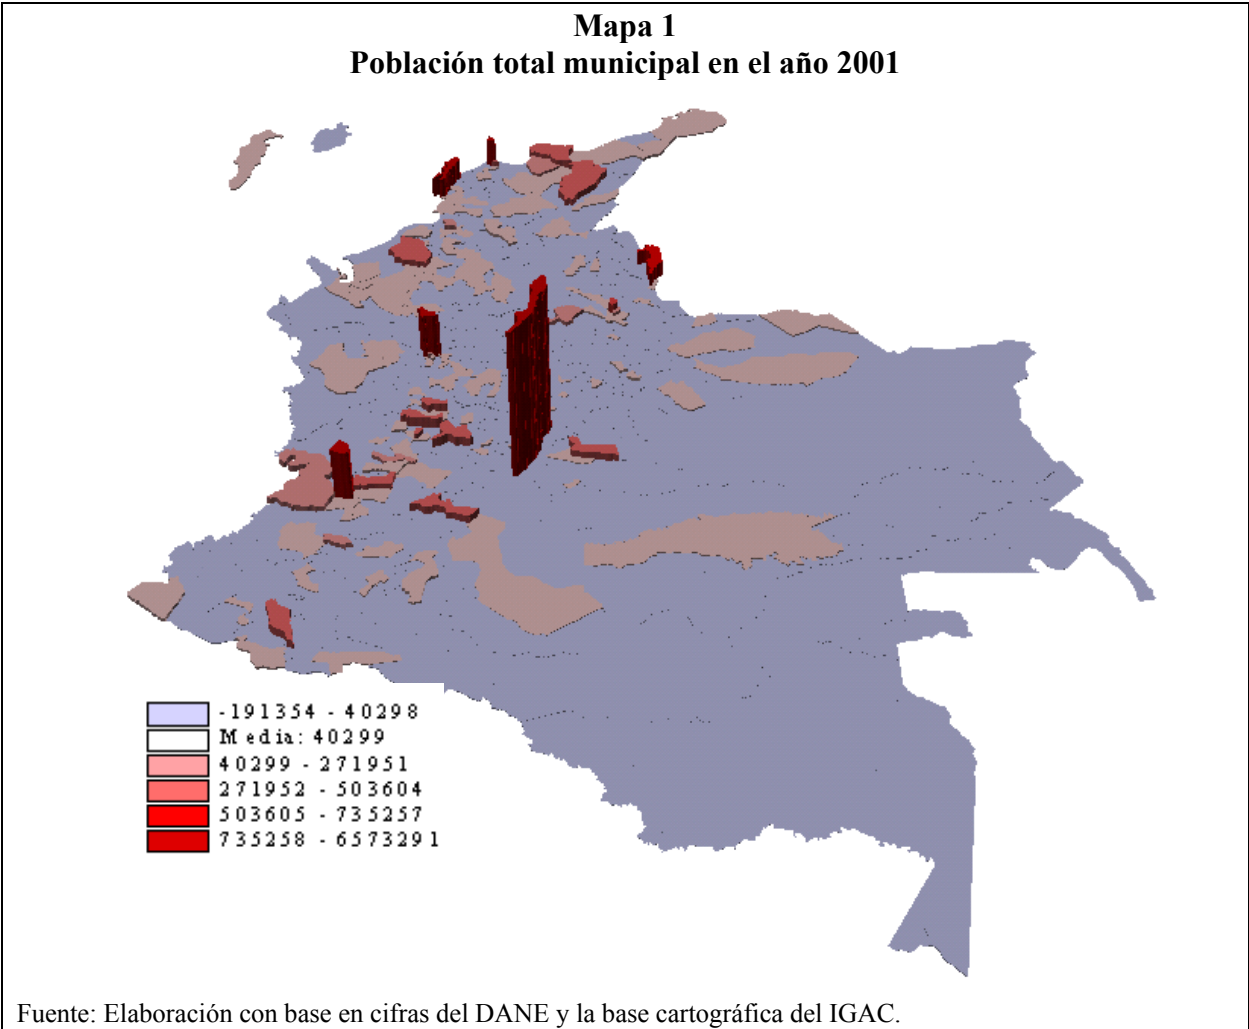 Mapa 1
Población total municipal en el año 2001
-191354 - 40298
Media: 40299
40299 - 271951
271952 - 503604
503605 - 735257
735258 - 6573291
Fuente: Elaboración con base en cifras del DANE y la base cartográfica del IGAC.